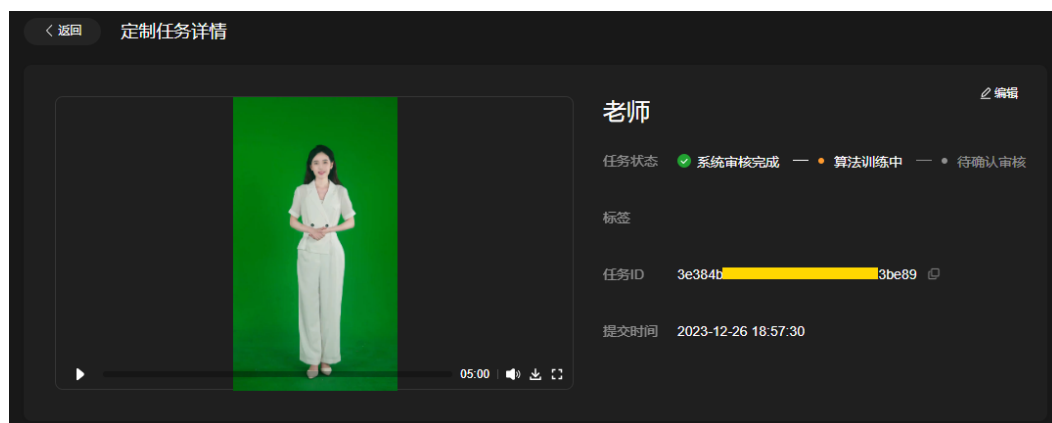 返回 定制任务详情
编辑
老师
任务状态 系统审核完成 算法训练中 待确认审核
标签
任务ID 3e384b 3be89
提交时间 2023-12-26 18:57:30
05:00